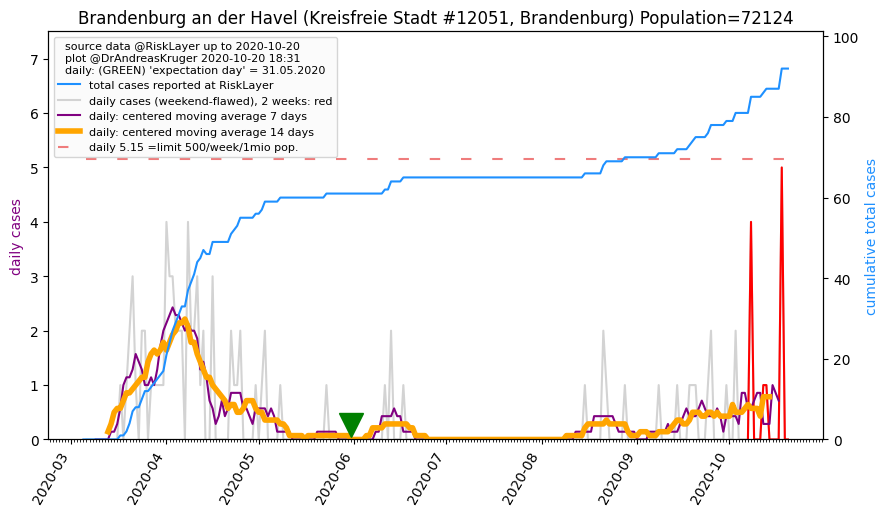 Brandenburg an der Havel (Kreisfreie Stadt #12051, Brandenburg) Population=72124
source data @RiskLayer up to 2020-10-20
plot @DrAndreasKruger 2020-10-20 18:31
daily: (GREEN) 'expectation day' = 31.05.2020
total cases reported at RiskLayer
daily cases (weekend-flawed), 2 weeks: red
daily: centered moving average 7 days
daily: centered moving average 14 days
daily 5.15 =limit 500/week/1mio pop.
daily cases
7
6
5
4
3
2
1
0
100
80
60
40
20
0
cumulative total cases
2020-03
2020-04
2020-05
2020-06
2020-07
2020-08
2020-09
2020-10